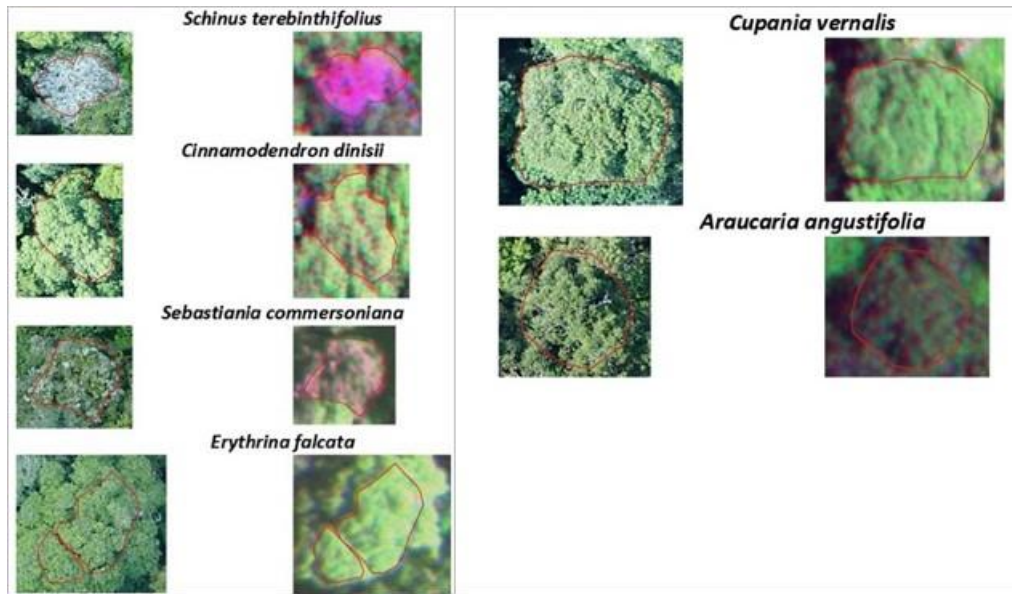 Schinus terebinthifolius
Cinnamodendron dinisii
Sebastiania commersoniana
Erythrina falcata
Cupania vernalis
Araucaria angustifolia